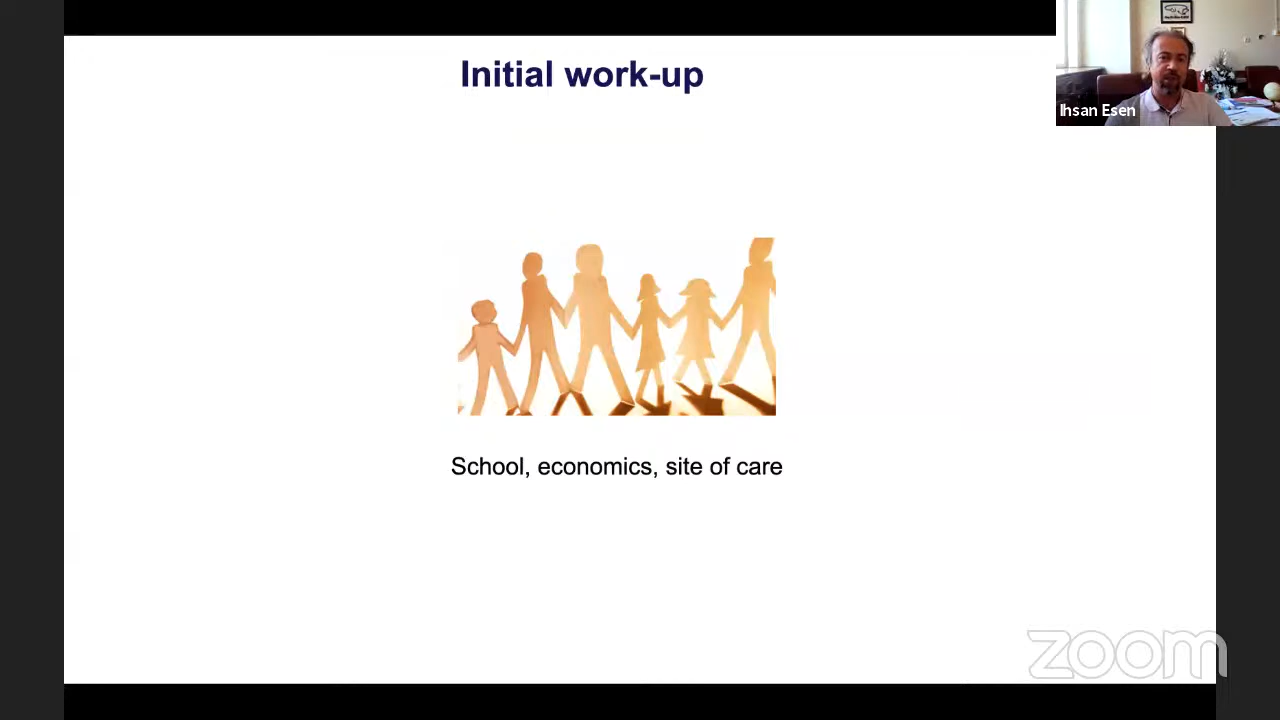 Initial work-up
Ihsan Esen
School, economics, site of care
zoom